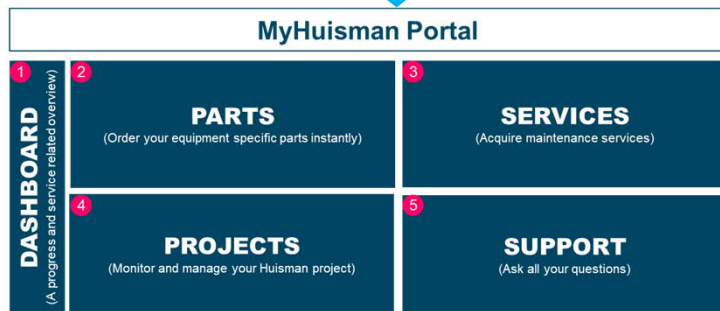 MyHuisman Portal
1
DASHBOARD
(A progress and service related overview)
2
PARTS
(Order your equipment specific parts instantly)
3
SERVICES
(Acquire maintenance services)
4
PROJECTS
(Monitor and manage your Huisman project)
5
SUPPORT
(Ask all your questions)